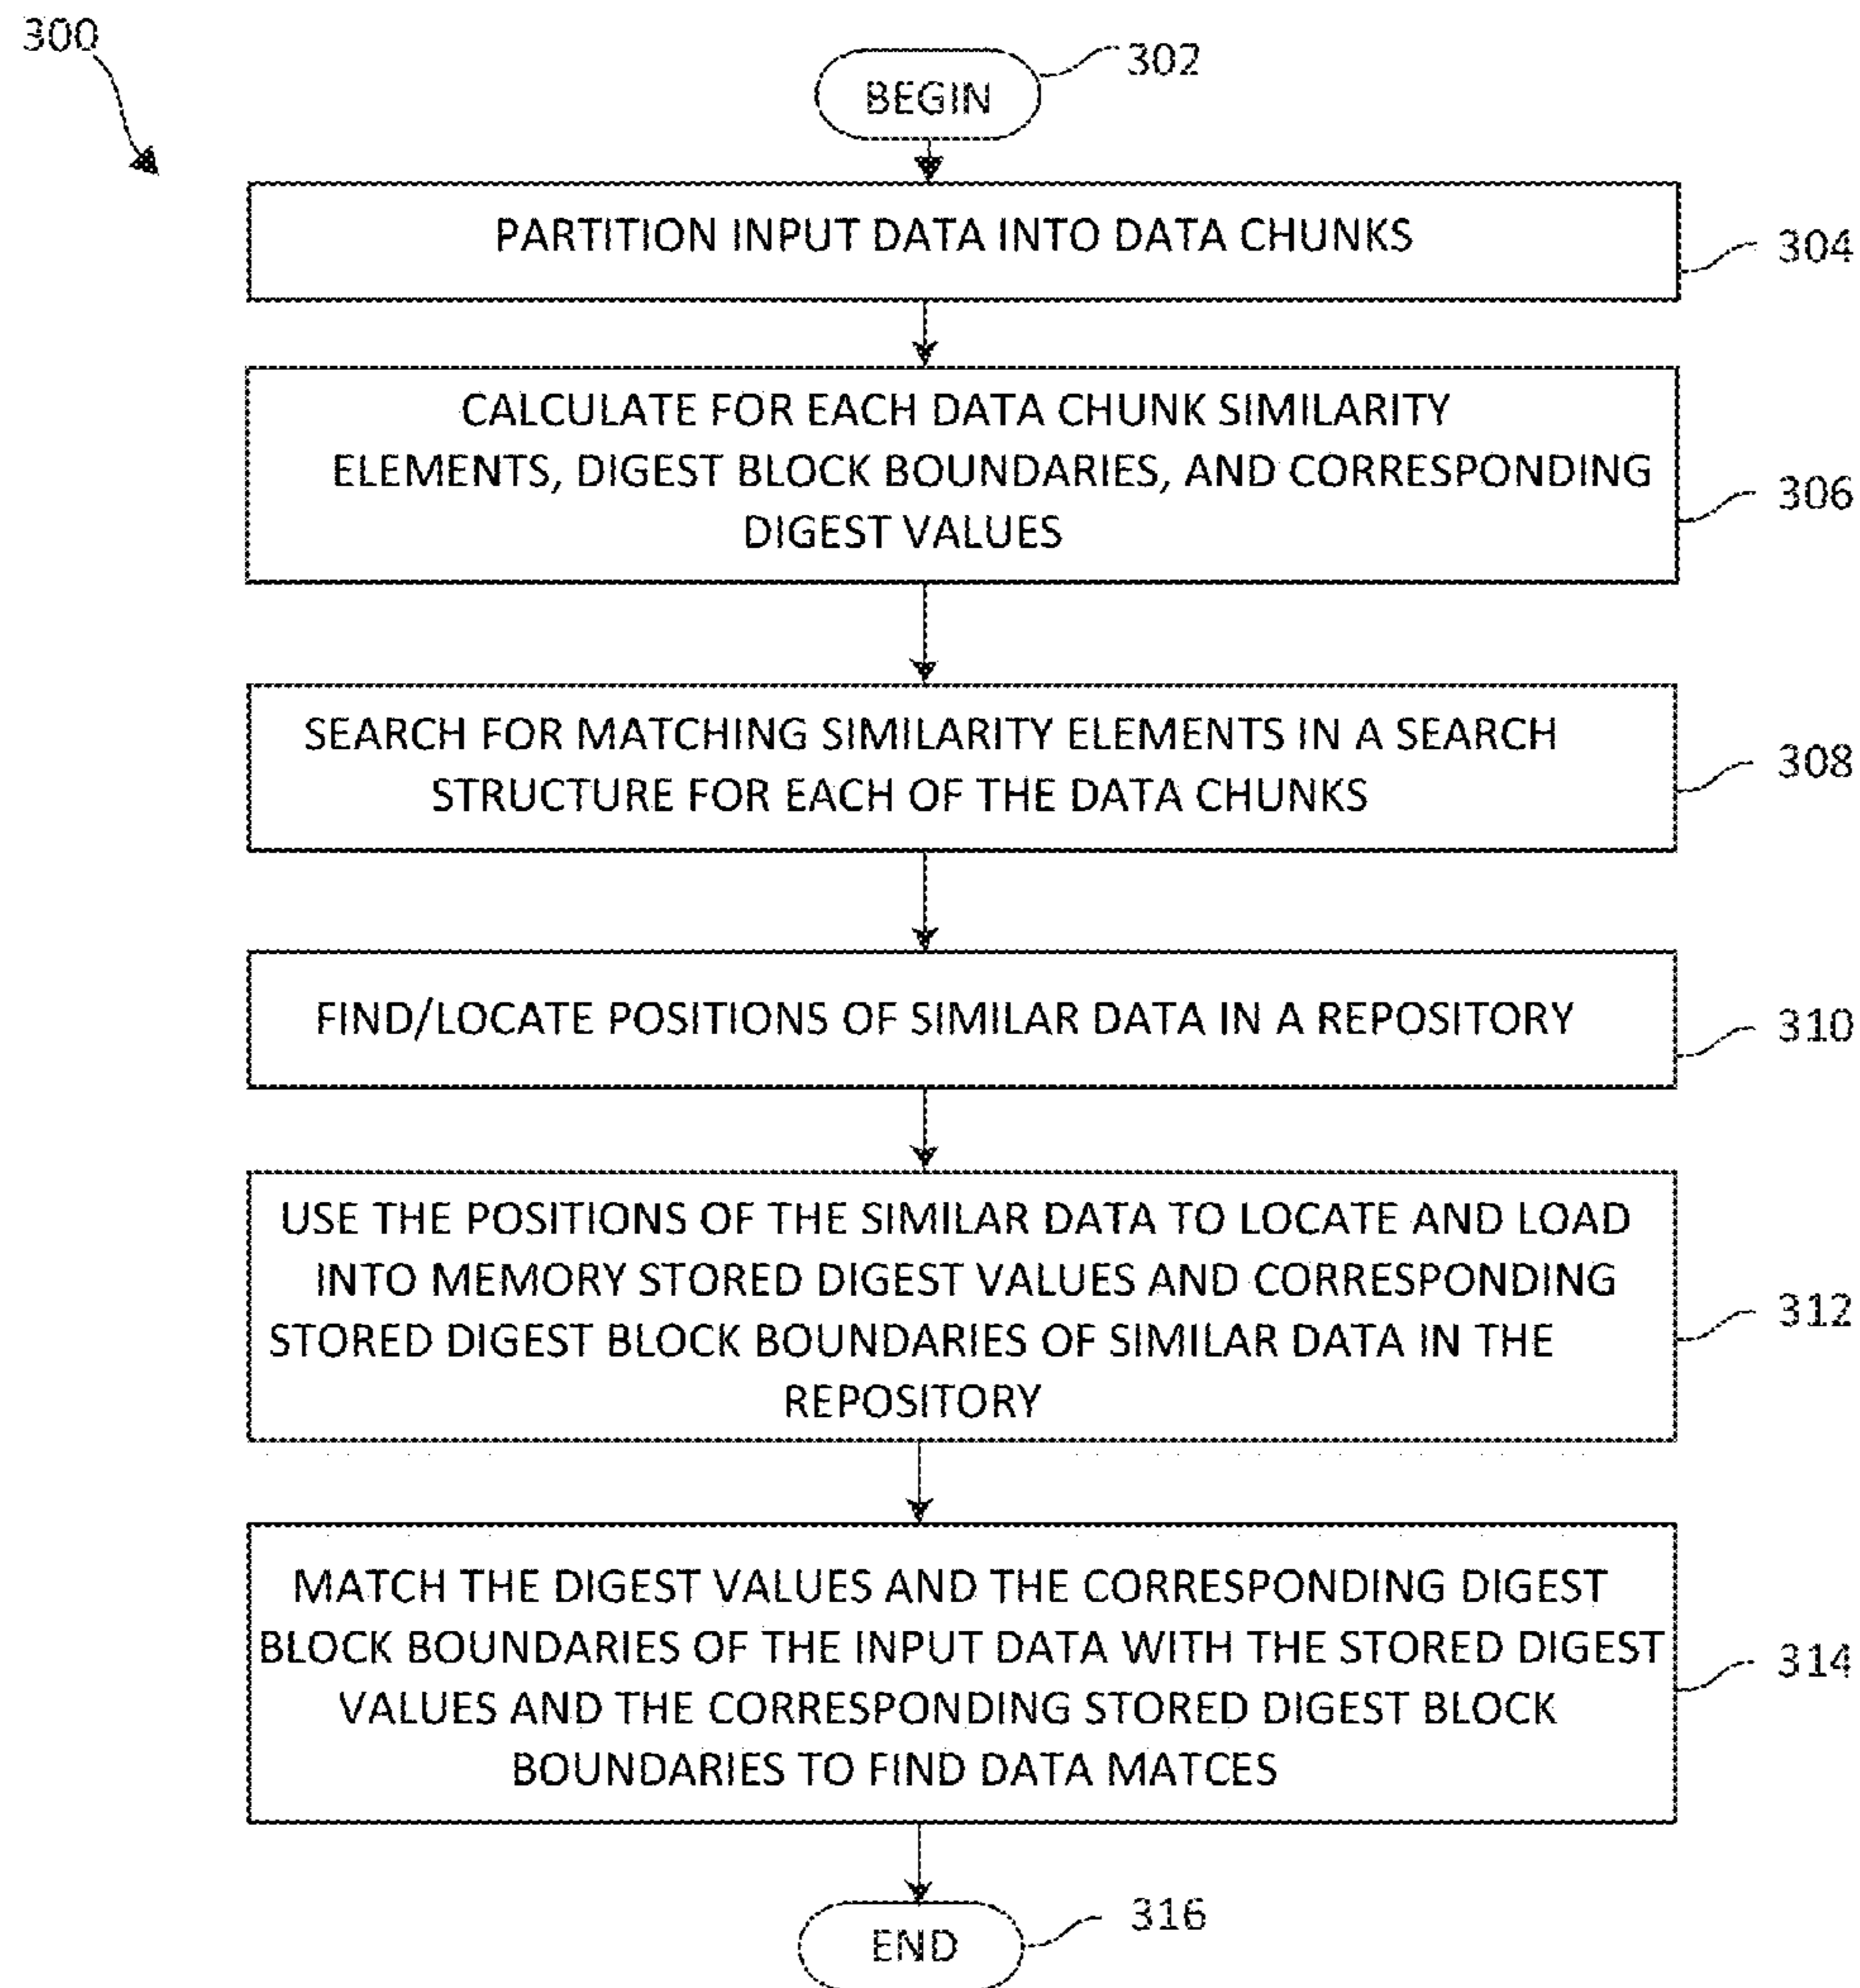 300
302
BEGIN
PARTITION INPUT DATA INTO DATA CHUNKS
304
CALCULATE FOR EACH DATA CHUNK SIMILARITY
ELEMENTS, DIGEST BLOCK BOUNDARIES, AND CORRESPONDING
DIGEST VALUES
306
SEARCH FOR MATCHING SIMILARITY ELEMENTS IN A SEARCH
STRUCTURE FOR EACH OF THE DATA CHUNKS
308
FIND/LOCATE POSITIONS OF SIMILAR DATA IN A REPOSITORY
310
USE THE POSITIONS OF THE SIMILAR DATA TO LOCATE AND LOAD
INTO MEMORY STORED DIGEST VALUES AND CORRESPONDING
STORED DIGEST BLOCK BOUNDARIES OF SIMILAR DATA IN THE
REPOSITORY
312
MATCH THE DIGEST VALUES AND THE CORRESPONDING DIGEST
BLOCK BOUNDARIES OF THE INPUT DATA WITH THE STORED DIGEST
VALUES AND THE CORRESPONDING STORED DIGEST BLOCK
BOUNDARIES TO FIND DATA MATCES
314
END
316